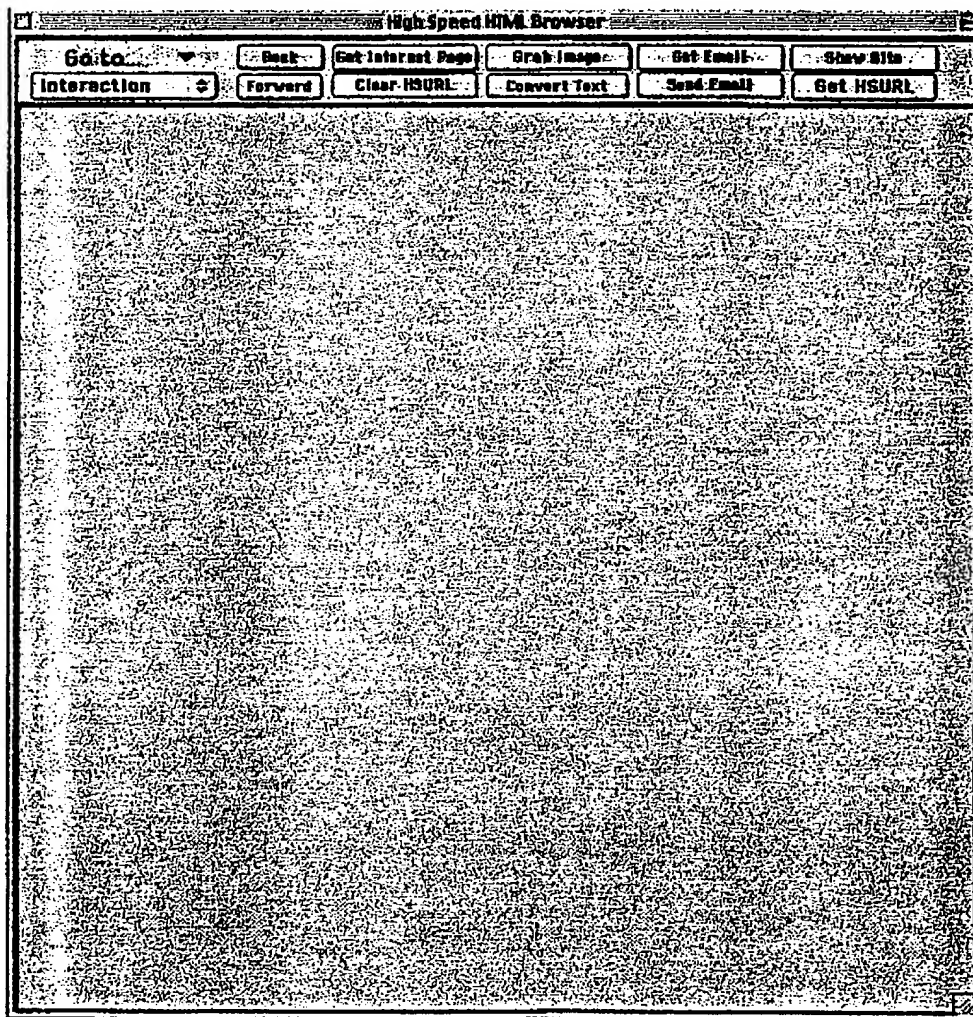 High Speed HTML Browser
Go to... Back Get Internet Page Grab Image Get Email Show Site
Interaction Forward Clear HSURL Convert Text Send Email Get HSURL